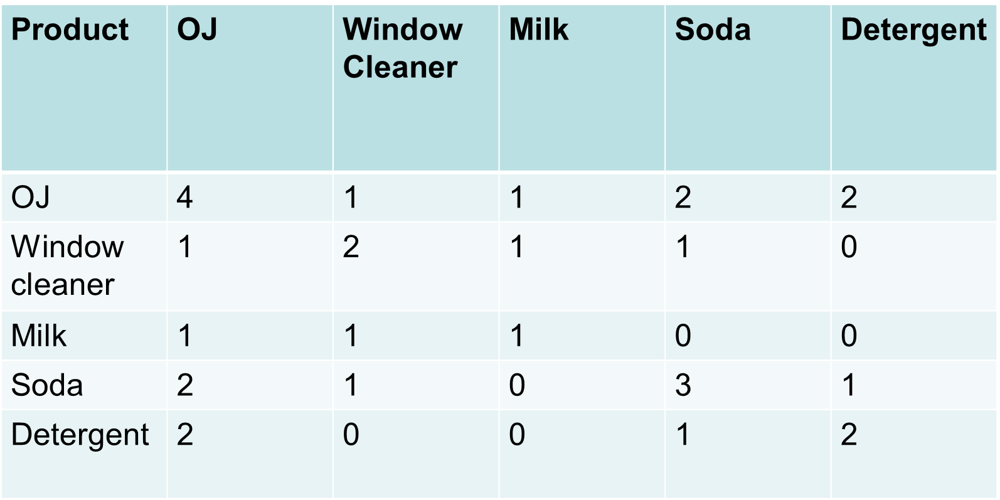 Product OJ Window Milk Soda Detergent
Cleaner
OJ 4 1 1 2 2
Window 1 2 1 1 0
cleaner
Milk 1 1 1 0 0
Soda 2 1 0 3 1
Detergent 2 0 0 1 2